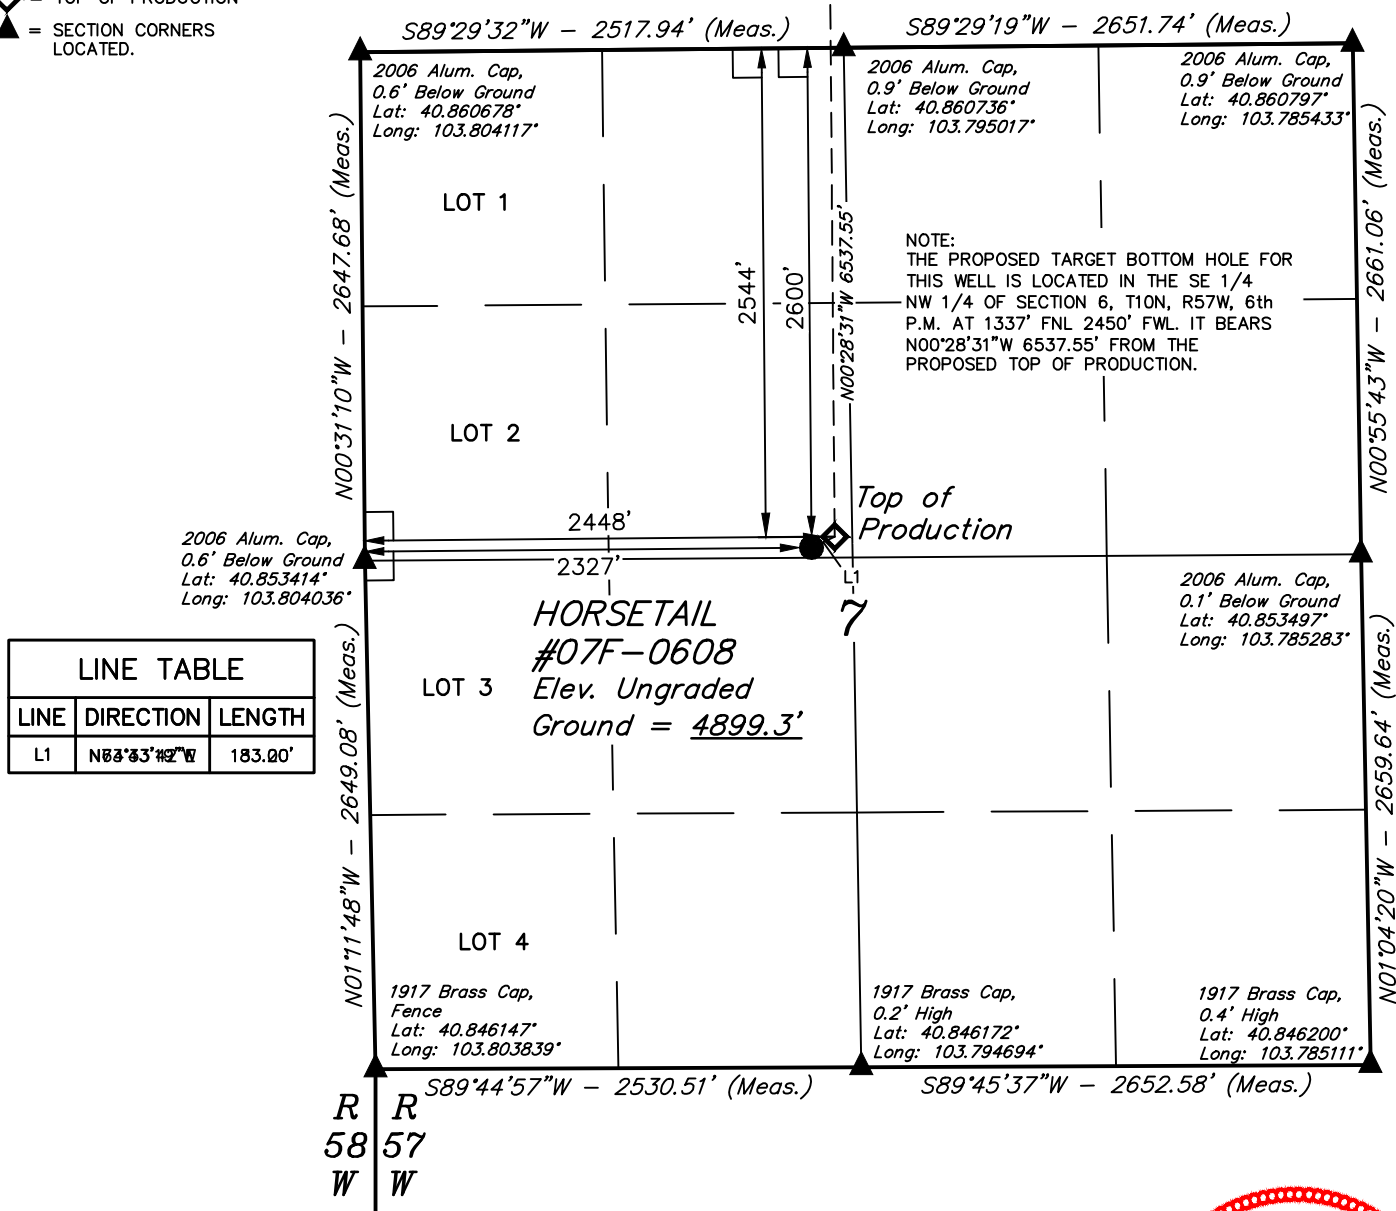 = TOP OF PRODUCTION
= SECTION CORNERS
LOCATED.
S89°29'32"W - 2517.94' (Meas.)
S89°29'19"W - 2651.74' (Meas.)
2006 Alum. Cap,
0.6' Below Ground
Lat: 40.860678°
Long: 103.804117°
2006 Alum. Cap,
0.9' Below Ground
Lat: 40.860736°
Long: 103.795017°
2006 Alum. Cap,
0.9' Below Ground
Lat: 40.860797°
Long: 103.785433°
N00°31'10"W - 2647.68' (Meas.)
LOT 1
2544'
2600'
N00°28'31"W 6537.55'
NOTE:
THE PROPOSED TARGET BOTTOM HOLE FOR
THIS WELL IS LOCATED IN THE SE 1/4
NW 1/4 OF SECTION 6, T10N, R57W, 6th
P.M. AT 1337' FNL 2450' FWL. IT BEARS
N00°28'31"W 6537.55' FROM THE
PROPOSED TOP OF PRODUCTION.
N00°55'43"W - 2661.06' (Meas.)
LOT 2
Top of
Production
2448'
2327'
L1
2006 Alum. Cap,
0.6' Below Ground
Lat: 40.853414°
Long: 103.804036°
2006 Alum. Cap,
0.1' Below Ground
Lat: 40.853497°
Long: 103.785283°
7
HORSETAIL
#07F-0608
Elev. Ungraded
Ground = 4899.3'
LOT 3
LINE TABLE
LINE DIRECTION LENGTH
L1
N01°11'48"W - 2649.08' (Meas.)
N01°04'20"W - 2659.64' (Meas.)
LOT 4
1917 Brass Cap,
Fence
Lat: 40.846147°
Long: 103.803839°
1917 Brass Cap,
0.2' High
Lat: 40.846172°
Long: 103.794694°
1917 Brass Cap,
0.4' High
Lat: 40.846200°
Long: 103.785111°
S89°44'57"W - 2530.51' (Meas.)
S89°45'37"W - 2652.58' (Meas.)
R R
58 57
W W